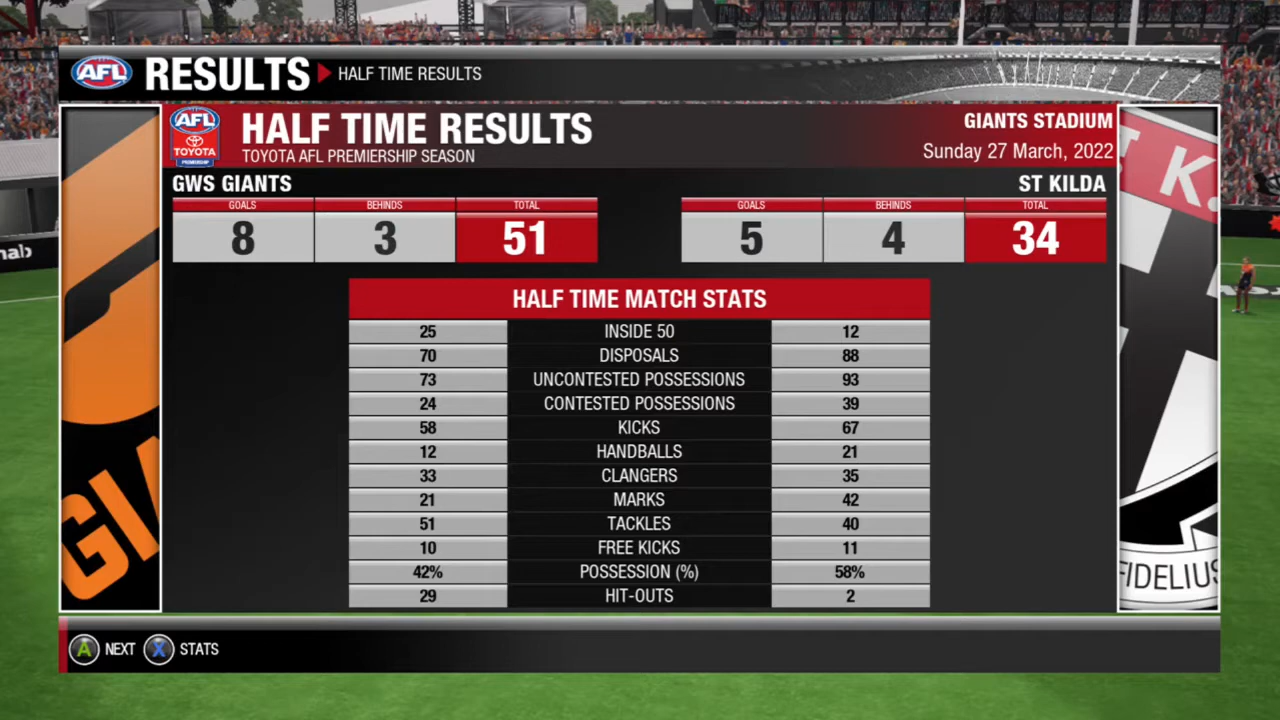 AFL RESULTS HALF TIME RESULTS
AFL
TOYOTA
PREMIERSHIP
HALF TIME RESULTS
TOYOTA AFL PREMIERSHIP SEASON
GIANTS STADIUM
Sunday 27 March, 2022
GWS GIANTS
ST KILDA
GOALS BEHINDS TOTAL GOALS BEHINDS TOTAL
8 3 51 5 4 34
HALF TIME MATCH STATS
25 INSIDE 50 12
70 DISPOSALS 88
73 UNCONTESTED POSSESSIONS 93
24 CONTESTED POSSESSIONS 39
58 KICKS 67
12 HANDBALLS 21
33 CLANGERS 35
21 MARKS 42
51 TACKLES 40
10 FREE KICKS 11
42% POSSESSION (%) 58%
29 HIT-OUTS 2
A NEXT X STATS
nab
GIA
T K.
FIDELIUS